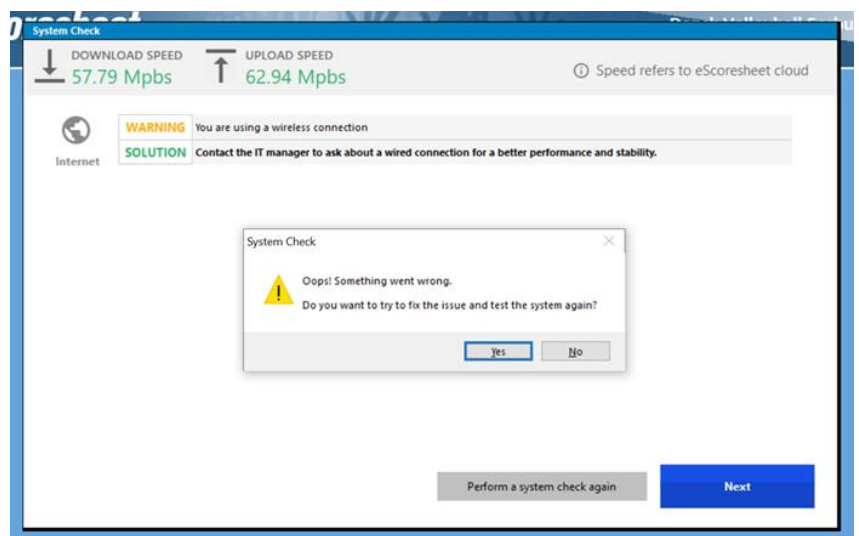 System Check
DOWNLOAD SPEED
57.79 Mpbs
UPLOAD SPEED
62.94 Mpbs
Speed refers to eScoresheet cloud
Internet
WARNING You are using a wireless connection
SOLUTION Contact the IT manager to ask about a wired connection for a better performance and stability.
System Check
Oops! Something went wrong.
Do you want to try to fix the issue and test the system again?
Yes
No
Perform a system check again
Next